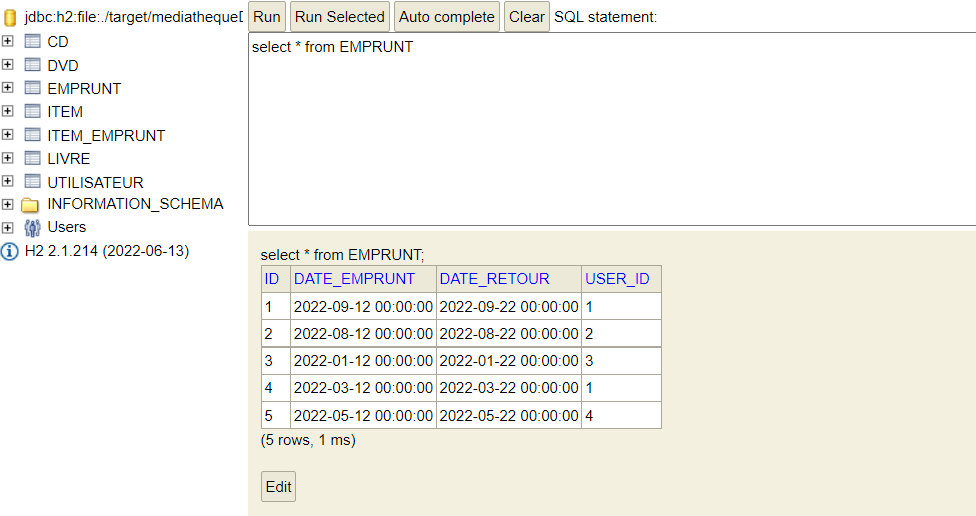 jdbc:h2:file:./target/mediatheque
CD
DVD
EMPRUNT
ITEM
ITEM_EMPRUNT
LIVRE
UTILISATEUR
INFORMATION_SCHEMA
Users
H2 2.1.214 (2022-06-13)
Run Run Selected Auto complete Clear SQL statement:
select * from EMPRUNT
select * from EMPRUNT;
ID DATE_EMPRUNT DATE_RETOUR USER_ID
1 2022-09-12 00:00:00 2022-09-22 00:00:00 1
2 2022-08-12 00:00:00 2022-08-22 00:00:00 2
3 2022-01-12 00:00:00 2022-01-22 00:00:00 3
4 2022-03-12 00:00:00 2022-03-22 00:00:00 1
5 2022-05-12 00:00:00 2022-05-22 00:00:00 4
(5 rows, 1 ms)
Edit